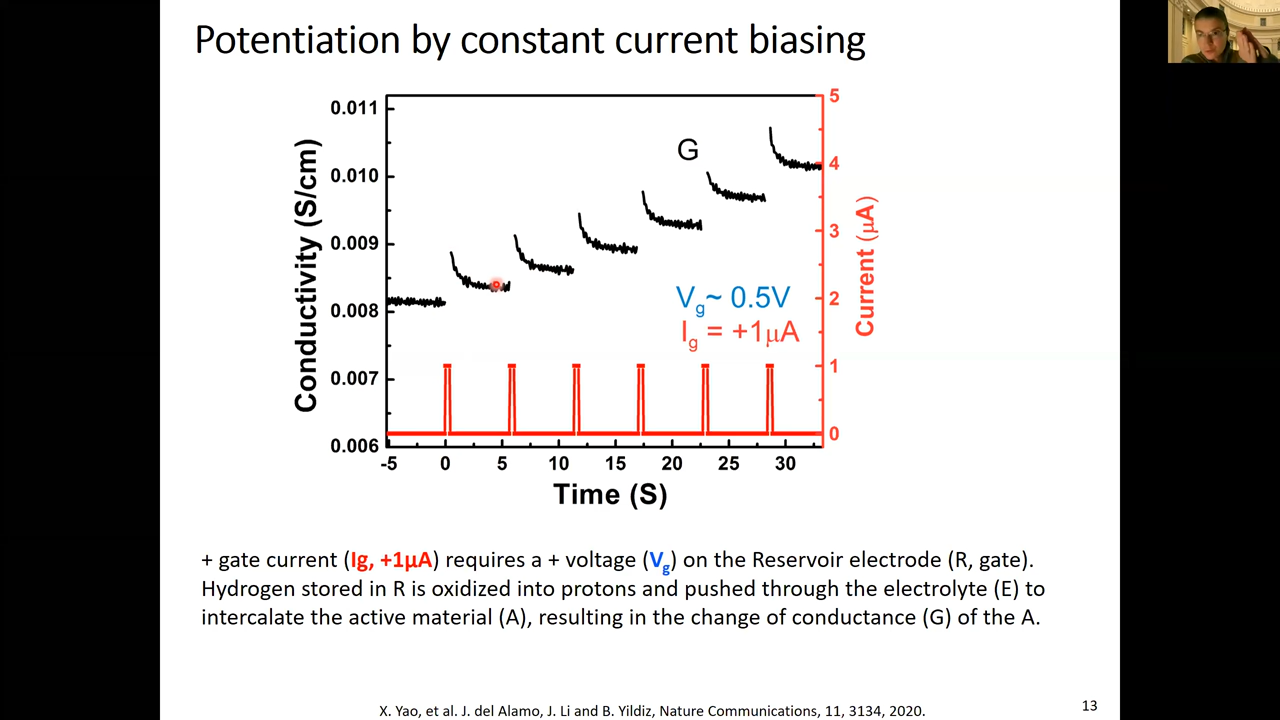 Potentiation by constant current biasing
0.011
0.010
0.009
0.008
0.007
0.006
Conductivity (S/cm)
G
V_g~ 0.5V
I_g = +1μA
5
4
3
2
1
0
Current (μA)
-5 0 5 10 15 20 25 30
Time (S)
+ gate current (Ig, +1μA) requires a + voltage (V_g) on the Reservoir electrode (R, gate).
Hydrogen stored in R is oxidized into protons and pushed through the electrolyte (E) to
intercalate the active material (A), resulting in the change of conductance (G) of the A.
X. Yao, et al. J. del Alamo, J. Li and B. Yildiz, Nature Communications, 11, 3134, 2020.
13